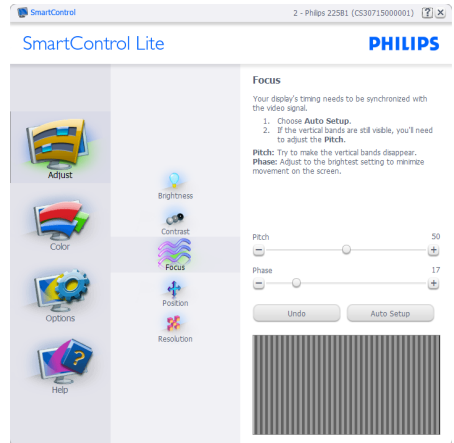 SmartControl
2 - Philips 225B1 (CS30715000001)
?
SmartControl Lite
PHILIPS
Adjust
Color
Options
Help
Brightness
Contrast
Focus
Position
Resolution
Focus
Your display's timing needs to be synchronized with
the video signal.
1. Choose Auto Setup.
2. If the vertical bands are still visible, you'll need
to adjust the Pitch.
Pitch: Try to make the vertical bands disappear.
Phase: Adjust to the brightest setting to minimize
movement on the screen.
Pitch 50
Phase 17
Undo
Auto Setup